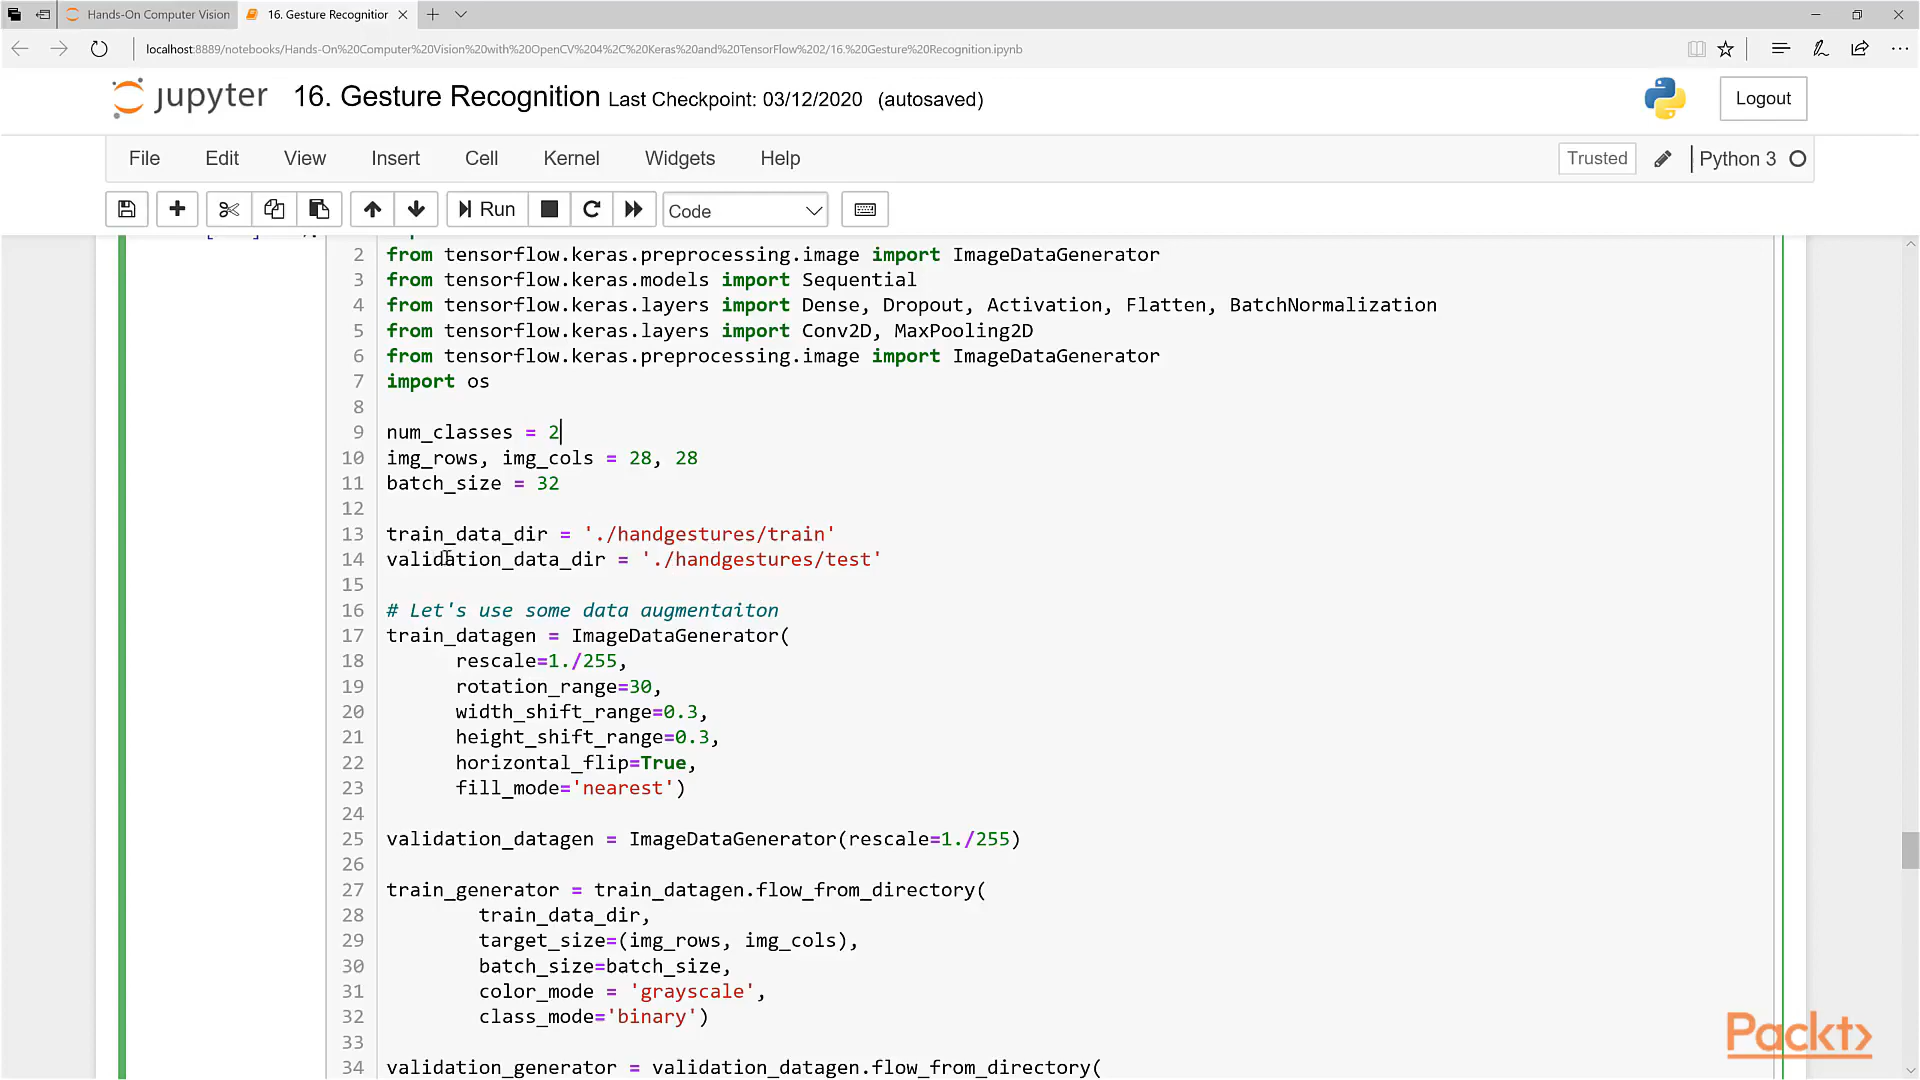 Hands-On Computer Vision
16. Gesture Recognition
localhost:8889/notebooks/Hands-On%20Computer%20Vision%20with%20OpenCV%204%2C%20Keras%20and%20TensorFlow%202/16.%20Gesture%20Recognition.ipynb
jupyter 16. Gesture Recognition Last Checkpoint: 03/12/2020 (autosaved)
Logout
File Edit View Insert Cell Kernel Widgets Help
Trusted Python 3
Run Code
2 from tensorflow.keras.preprocessing.image import ImageDataGenerator
3 from tensorflow.keras.models import Sequential
4 from tensorflow.keras.layers import Dense, Dropout, Activation, Flatten, BatchNormalization
5 from tensorflow.keras.layers import Conv2D, MaxPooling2D
6 from tensorflow.keras.preprocessing.image import ImageDataGenerator
7 import os
8
9 num_classes = 2
10 img_rows, img_cols = 28, 28
11 batch_size = 32
12
13 train_data_dir = './handgestures/train'
14 validation_data_dir = './handgestures/test'
15
16 # Let's use some data augmentaiton
17 train_datagen = ImageDataGenerator(
18 rescale=1./255,
19 rotation_range=30,
20 width_shift_range=0.3,
21 height_shift_range=0.3,
22 horizontal_flip=True,
23 fill_mode='nearest')
24
25 validation_datagen = ImageDataGenerator(rescale=1./255)
26
27 train_generator = train_datagen.flow_from_directory(
28 train_data_dir,
29 target_size=(img_rows, img_cols),
30 batch_size=batch_size,
31 color_mode = 'grayscale',
32 class_mode='binary')
33
34 validation_generator = validation_datagen.flow_from_directory(
Packt>